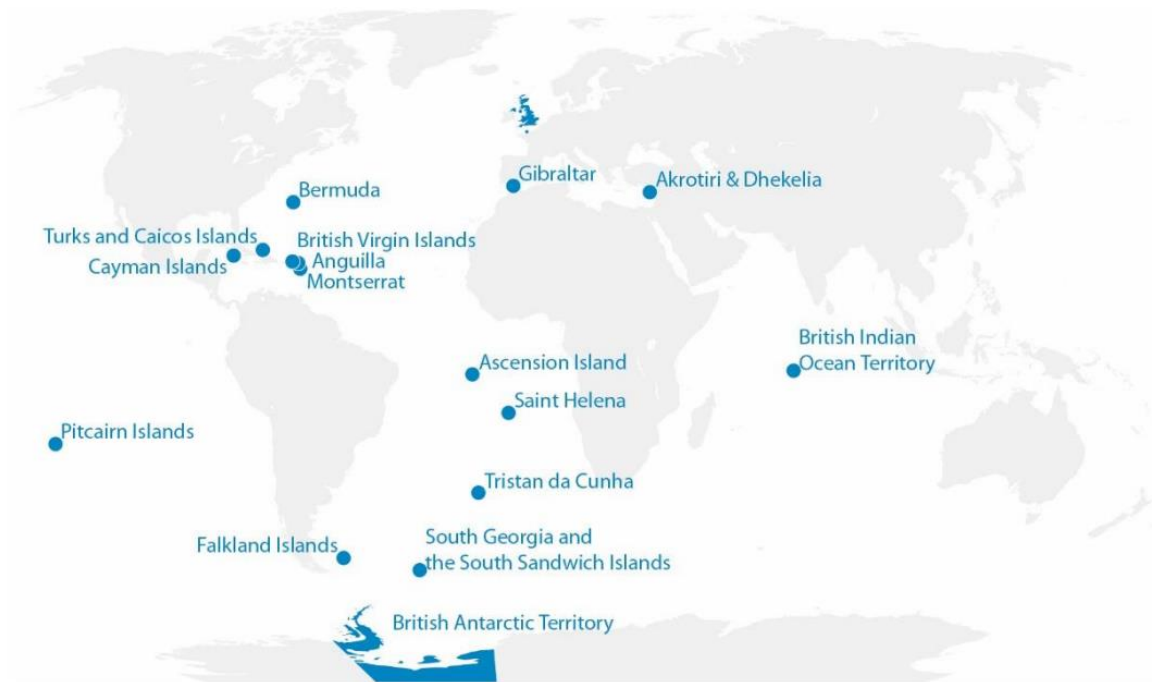 Gibraltar
Akrotiri & Dhekelia
Bermuda
Turks and Caicos Islands
British Virgin Islands
Cayman Islands
Anguilla
Montserrat
British Indian
Ocean Territory
Ascension Island
Saint Helena
Pitcairn Islands
Tristan da Cunha
Falkland Islands
South Georgia and
the South Sandwich Islands
British Antarctic Territory